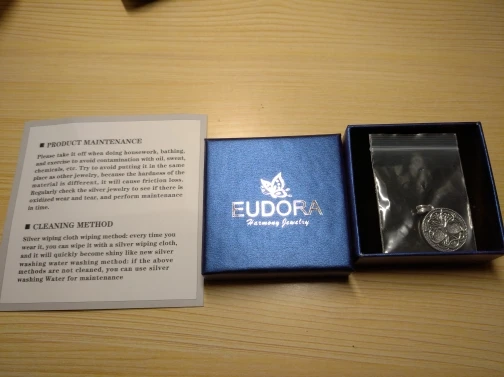 ■ PRODUCT MAINTENANCE
Please take it off when doing housework, bathing,
and exercise to avoid contamination with oil, sweat,
chemicals, etc. Try to avoid putting it in the same
place as other jewelry, because the hardness of the
material is different, it will cause friction loss.
Regularly check the silver jewelry to see if there is
oxidized wear and tear, and perform maintenance
in time.
■ CLEANING METHOD
Silver wiping cloth wiping method: every time you
wear it, you can wipe it with a silver wiping cloth,
and it will quickly become shiny like new silver
washing water washing method: if the above
methods are not cleaned, you can use silver
washing Water for maintenance
EUDORA
Harmony Jewelry